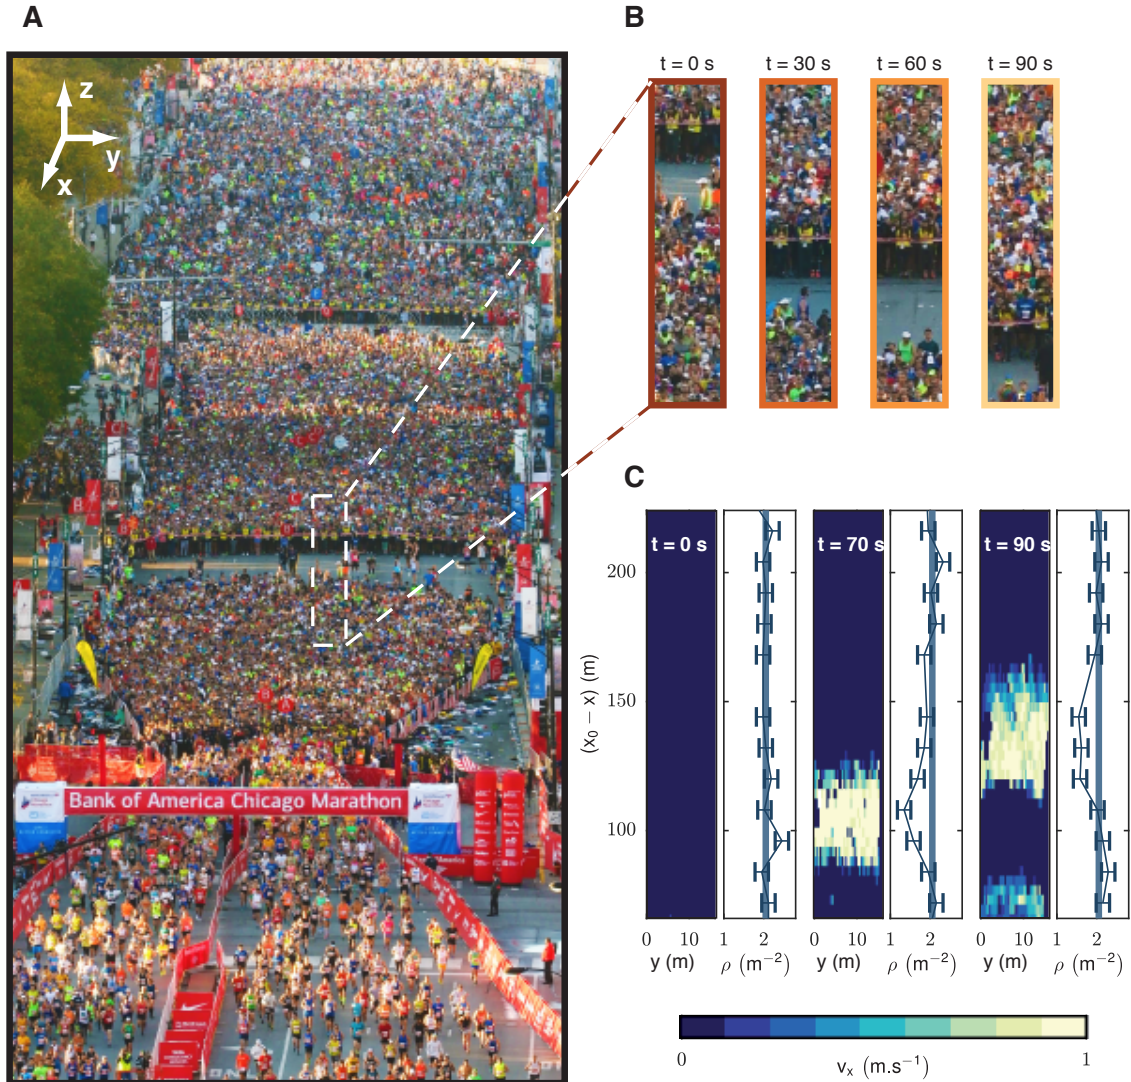 A
B
z
y
x
t = 0 s
t = 30 s
t = 60 s
t = 90 s
Bank of America Chicago Marathon
C
t = 0 s
t = 70 s
t = 90 s
(x₀ − x) (m)
200
150
100
0 10 1 2
0 10 1 2
0 10 1 2
y (m) ρ (m⁻²)
y (m) ρ (m⁻²)
y (m) ρ (m⁻²)
0 1
vₓ (m.s⁻¹)